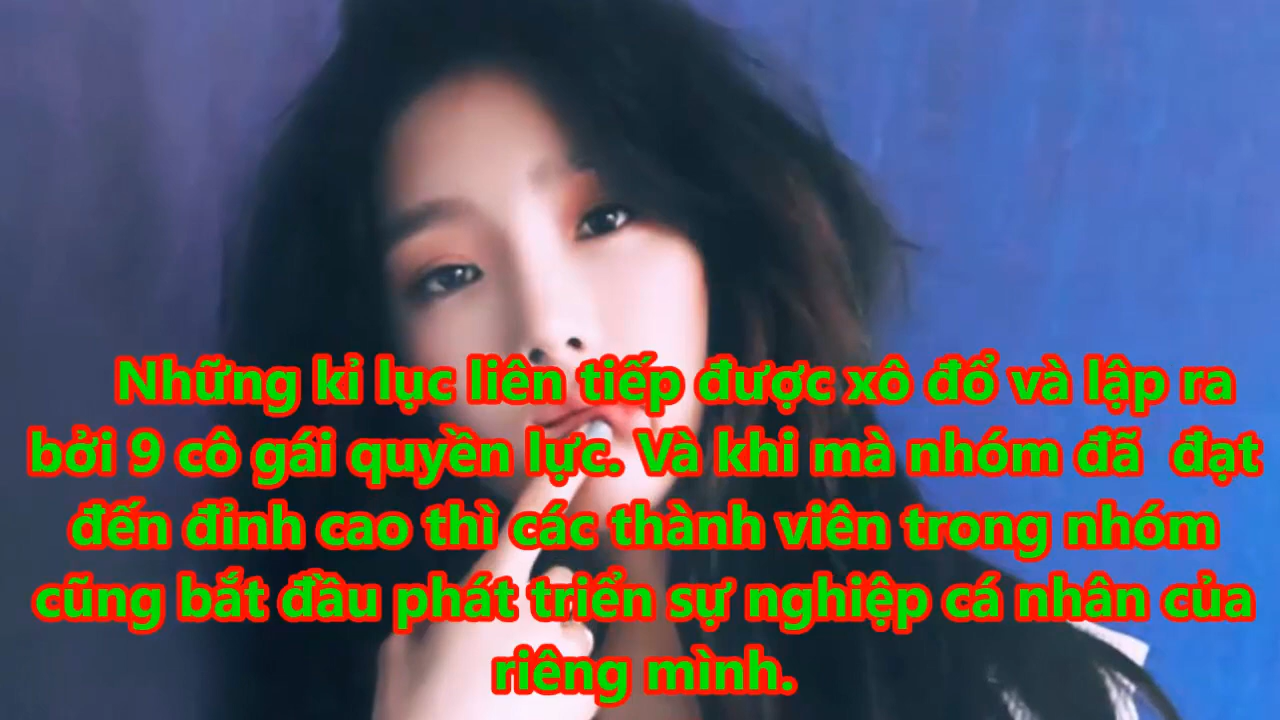 Những kỉ lục liên tiếp được xô đổ và lập ra
bởi 9 cô gái quyền lực. Và khi mà nhóm đã đạt
đến đỉnh cao thì các thành viên trong nhóm
cũng bắt đầu phát triển sự nghiệp cá nhân của
riêng mình.